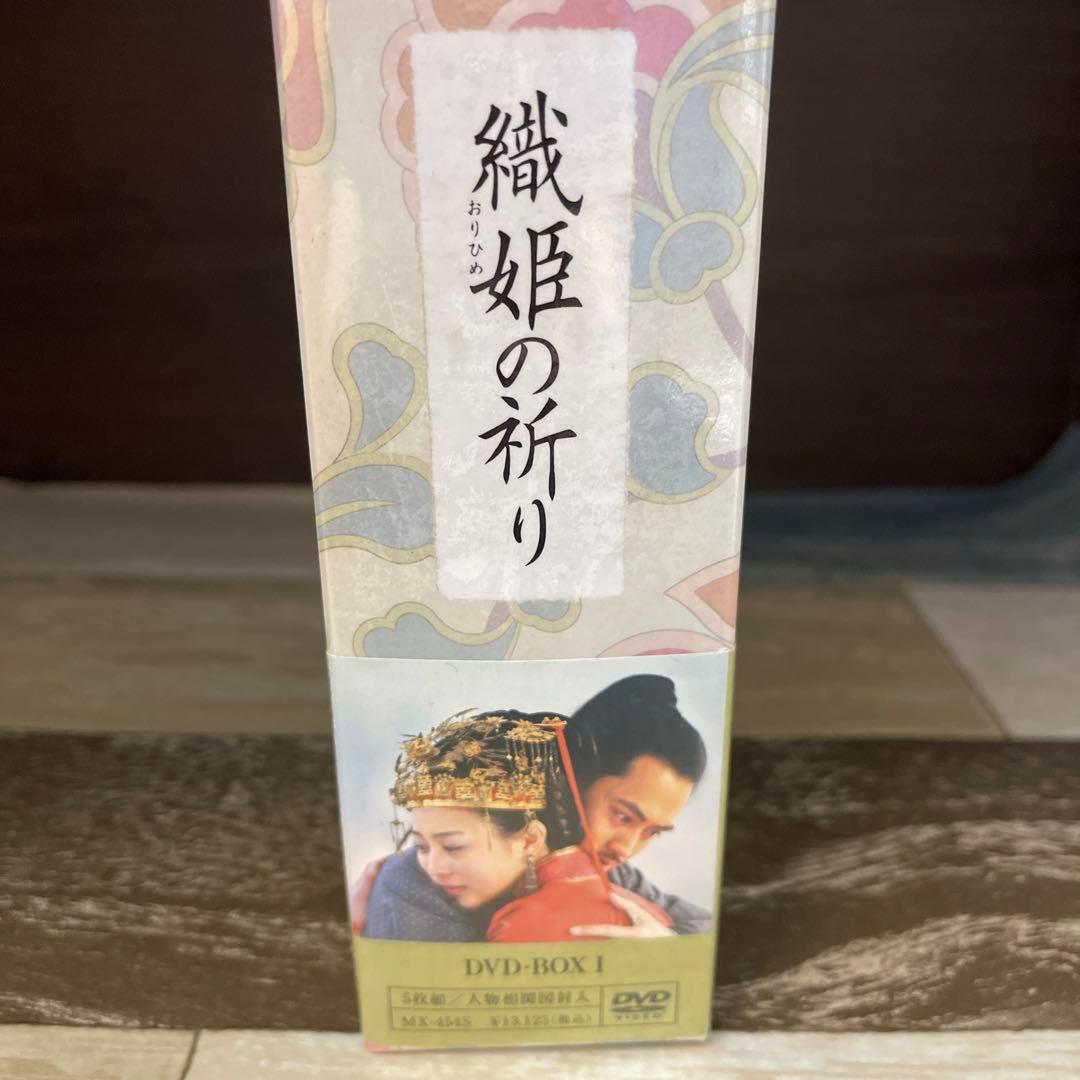 織姫の祈り
おりひめ
DVD-BOX I
5枚組／人物相関図封入
MX-454S ¥13,125(税込)
DVD
VIDEO